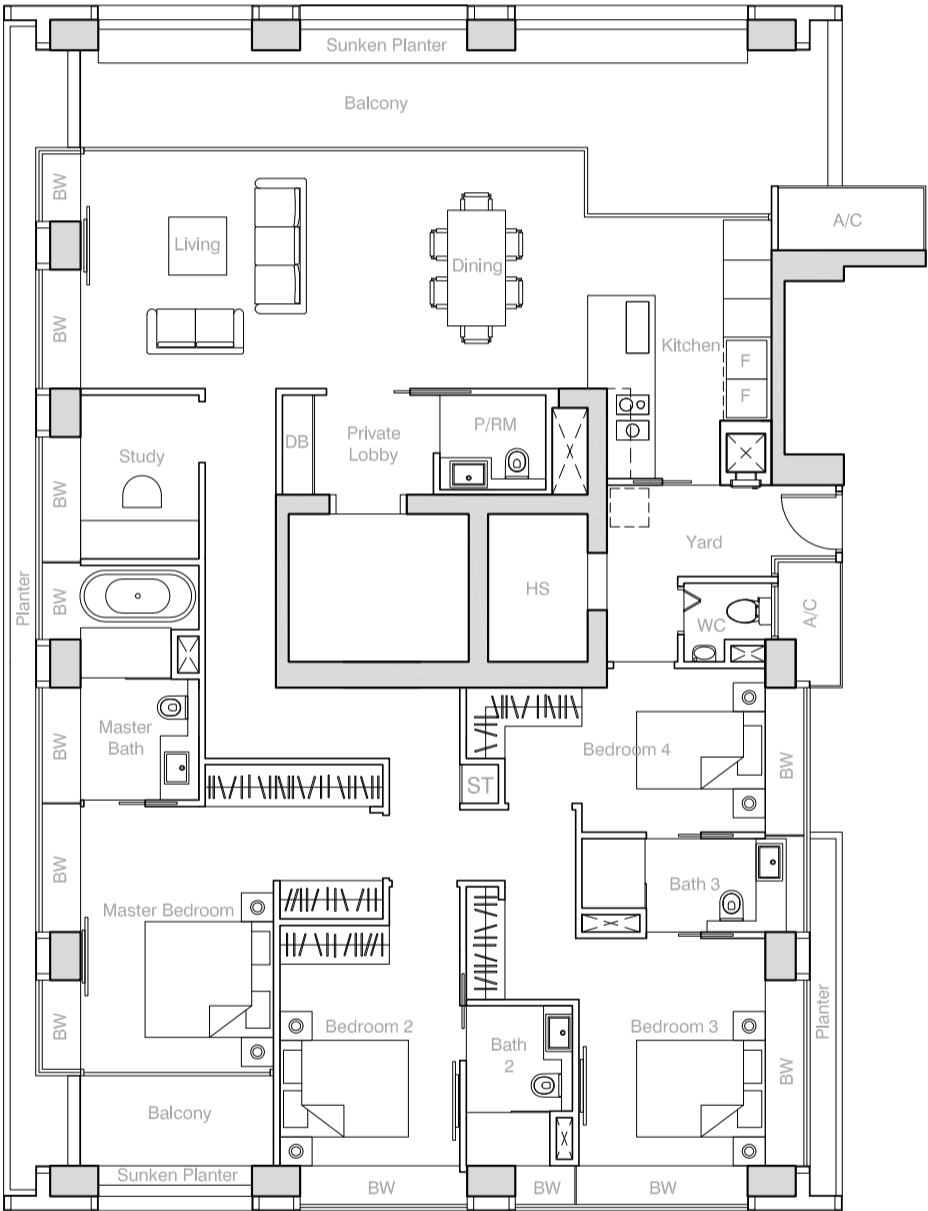 Sunken Planter
Balcony
BW
A/C
Living
Dining
BW
Kitchen
F
F
DB
Private
Lobby
P/RM
Study
BW
Yard
Planter
BW
HS
WC
A/C
Master
Bath
BW
Bedroom 4
BW
ST
BW
Bath 3
Master Bedroom
BW
Bedroom 2
Bath
2
Bedroom 3
BW
Planter
Balcony
Sunken Planter
BW
BW
BW